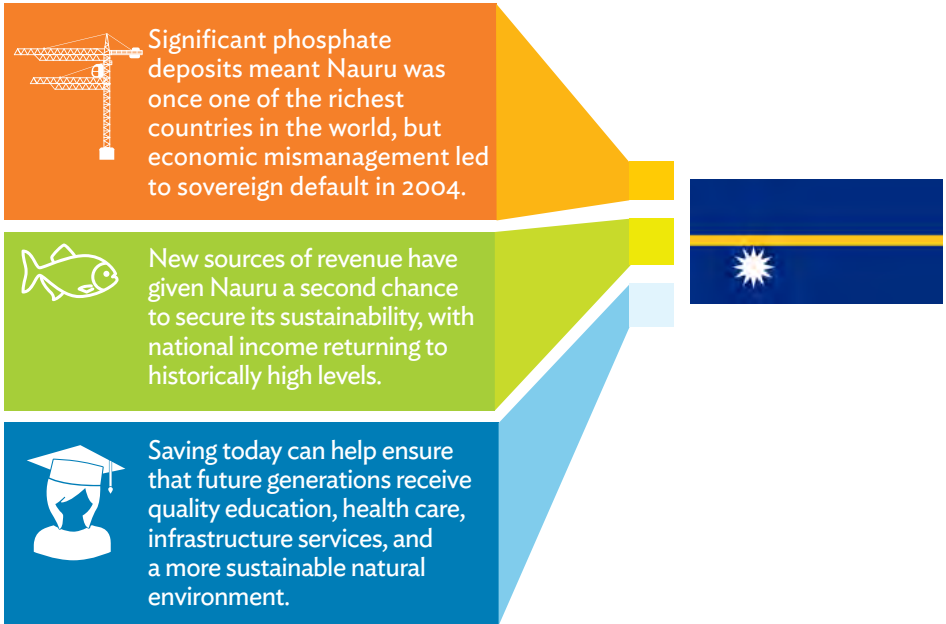 Significant phosphate
deposits meant Nauru was
once one of the richest
countries in the world, but
economic mismanagement led
to sovereign default in 2004.
New sources of revenue have
given Nauru a second chance
to secure its sustainability, with
national income returning to
historically high levels.
Saving today can help ensure
that future generations receive
quality education, health care,
infrastructure services, and
a more sustainable natural
environment.